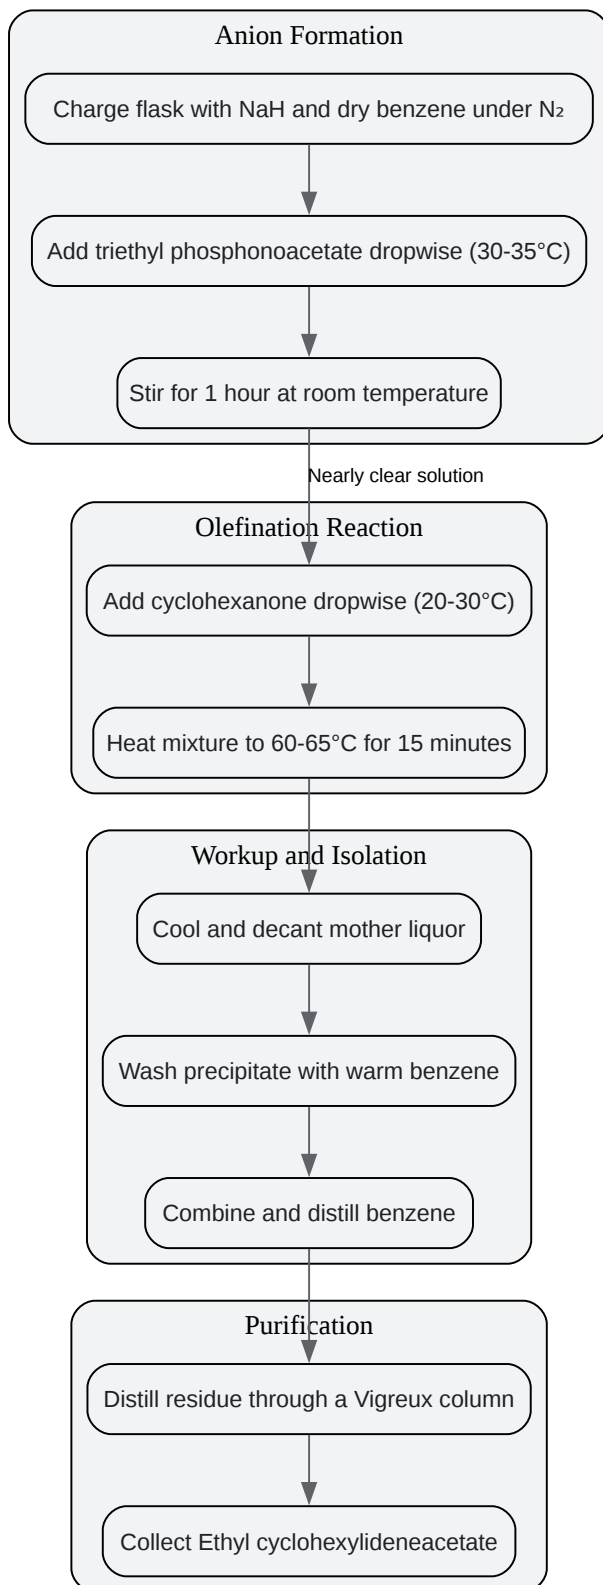 Anion Formation
Charge flask with NaH and dry benzene under N₂
Add triethyl phosphonoacetate dropwise (30-35°C)
Stir for 1 hour at room temperature
Nearly clear solution
Olefination Reaction
Add cyclohexanone dropwise (20-30°C)
Heat mixture to 60-65°C for 15 minutes
Workup and Isolation
Cool and decant mother liquor
Wash precipitate with warm benzene
Combine and distill benzene
Purification
Distill residue through a Vigreux column
Collect Ethyl cyclohexylideneacetate